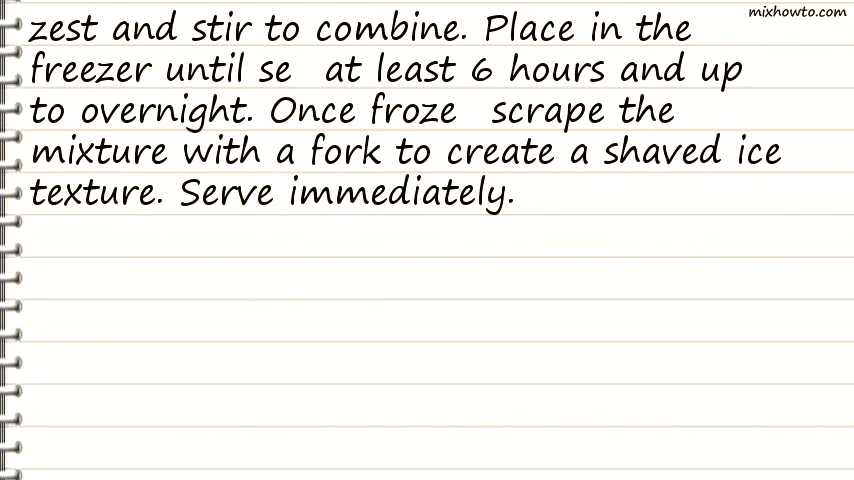 mixhowto.com
zest and stir to combine. Place in the
freezer until se at least 6 hours and up
to overnight. Once froze scrape the
mixture with a fork to create a shaved ice
texture. Serve immediately.